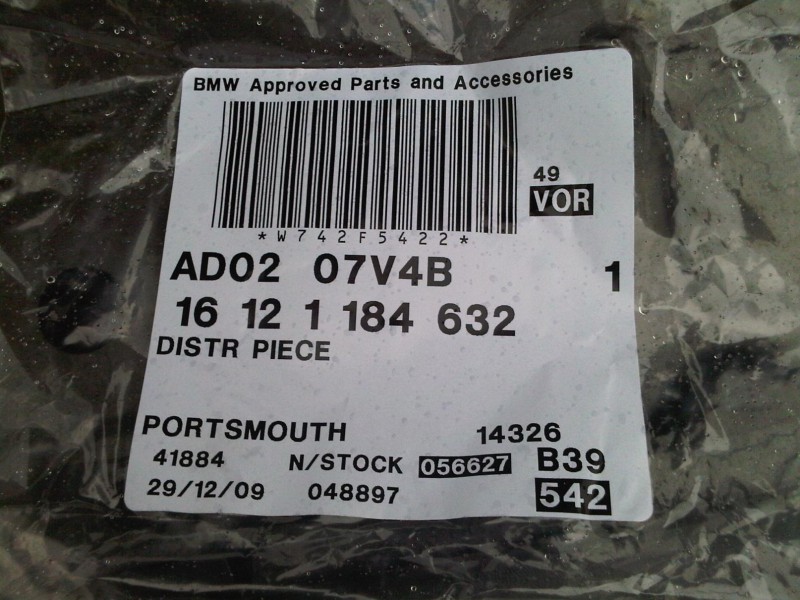 BMW Approved Parts and Accessories
49
VOR
*W742F5422*
AD02 07V4B 1
16 12 1 184 632
DISTR PIECE
PORTSMOUTH 14326
41884 N/STOCK 056627 B39
29/12/09 048897 542